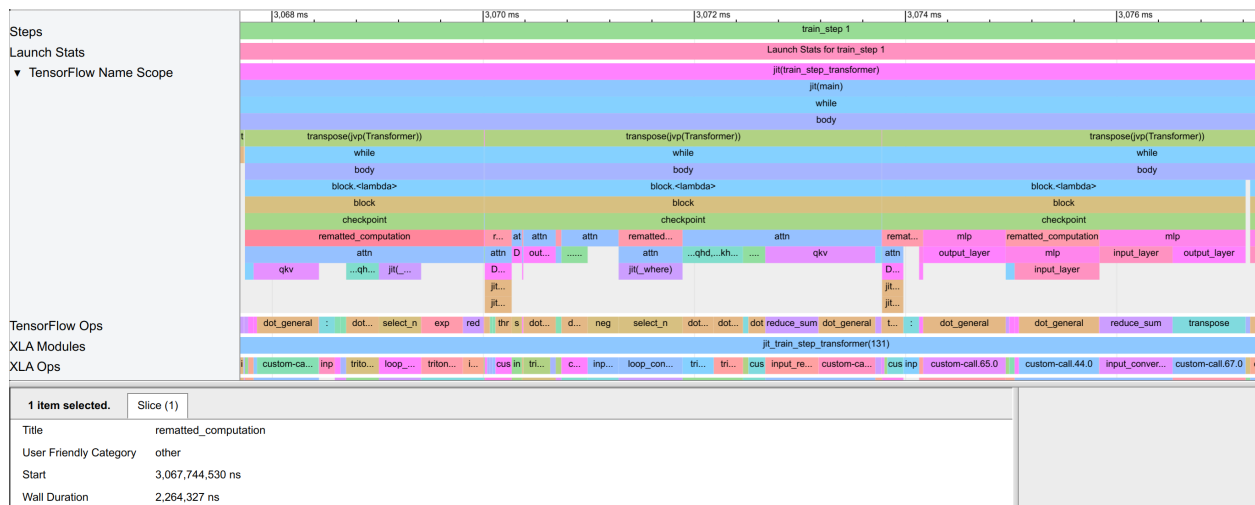 3,068 ms 3,070 ms 3,072 ms 3,074 ms 3,076 ms
Steps train_step 1
Launch Stats Launch Stats for train_step 1
▼ TensorFlow Name Scope jit(train_step_transformer)
jit(main)
while
body
t transpose(jvp(Transformer)) transpose(jvp(Transformer)) transpose(jvp(Transformer))
while while while
body body body
block.<lambda> block.<lambda> block.<lambda>
block block block
checkpoint checkpoint checkpoint
rematted_computation r... at attn attn rematted... attn remat... mlp rematted_computation mlp
attn attn D out... ...... attn ...qhd,...kh... .... qkv attn output_layer mlp input_layer output_layer
qkv ...qh... jit(_... D... jit(_where) D... input_layer
jit... jit...
jit... jit...
TensorFlow Ops dot_general : dot... select_n exp red thr s dot... d... neg select_n dot... dot... dot reduce_sum dot_general t... : dot_general dot_general reduce_sum transpose
XLA Modules jit_train_step_transformer(131)
XLA Ops i custom-ca... inp trito... loop_... triton... i... cus in tri... c... inp... loop_con... tri... tri... cus input_re... custom-ca... cus inp custom-call.65.0 custom-call.44.0 input_conver... custom-call.67.0
1 item selected. Slice (1)
Title rematted_computation
User Friendly Category other
Start 3,067,744,530 ns
Wall Duration 2,264,327 ns